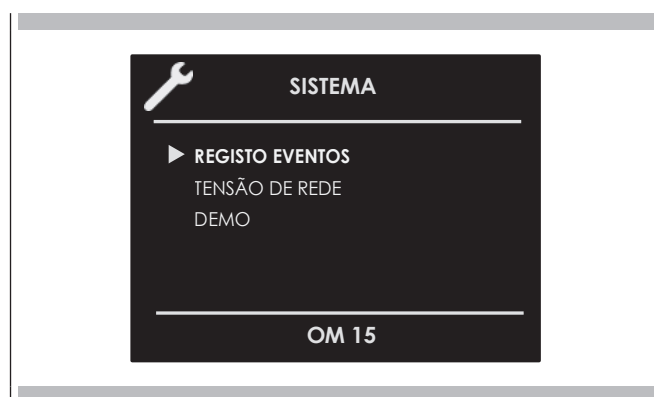 SISTEMA
REGISTO EVENTOS
TENSÃO DE REDE
DEMO
OM 15